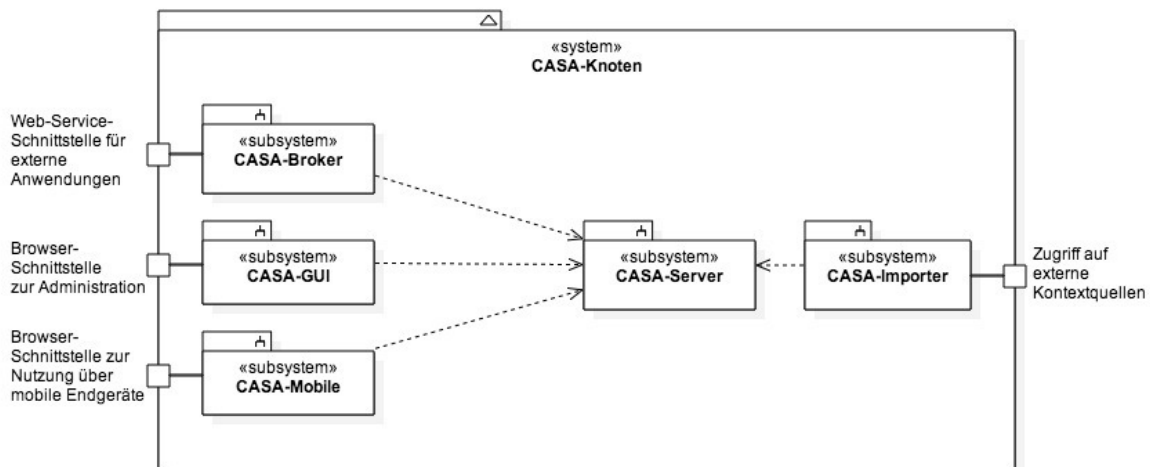 «system»
CASA-Knoten
Web-Service-
Schnittstelle für
externe
Anwendungen
«subsystem»
CASA-Broker
Browser-
Schnittstelle
zur Administration
«subsystem»
CASA-GUI
«subsystem»
CASA-Server
«subsystem»
CASA-Importer
Zugriff auf
externe
Kontextquellen
Browser-
Schnittstelle zur
Nutzung über
mobile Endgeräte
«subsystem»
CASA-Mobile